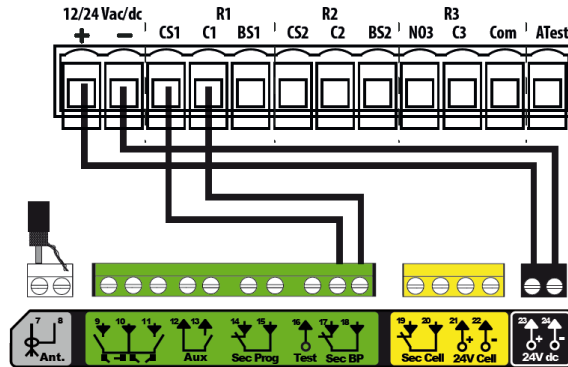 12/24 Vac/dc R1 R2 R3
+ - CS1 C1 BS1 CS2 C2 BS2 NO3 C3 Com ATest
7 8 9 10 11 12 13 14 15 16 17 18 19 20 21 22 23 24
+ - + -
Ant. Aux Sec Prog Test Sec BP Sec Cell 24V Cell 24V dc